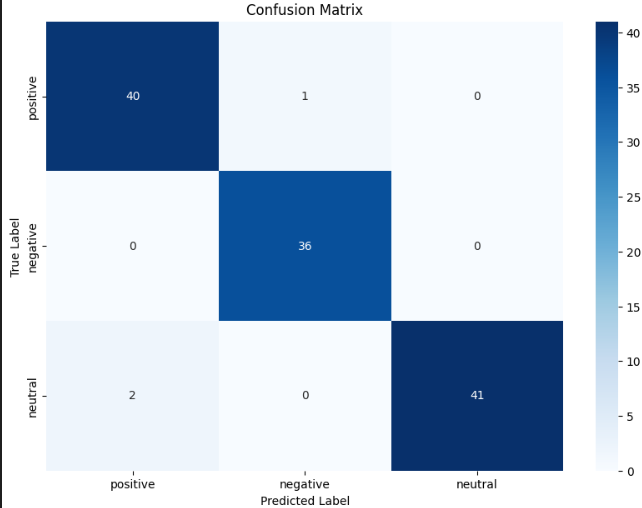 Confusion Matrix
True Label
positive
40
1
0
negative
0
36
0
neutral
2
0
41
positive
negative
neutral
Predicted Label
40
35
30
25
20
15
10
5
0